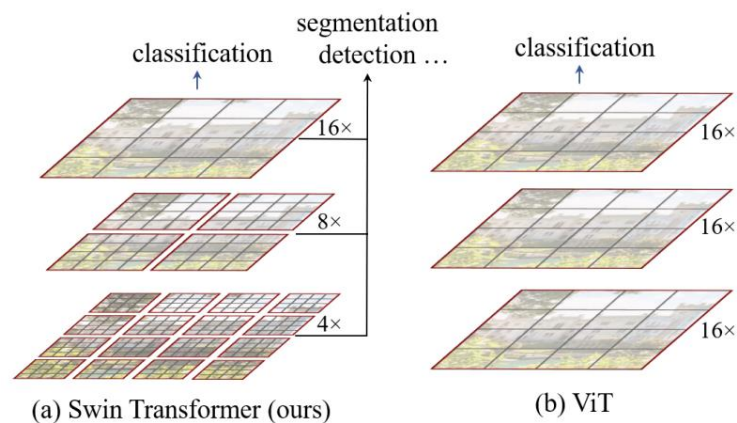 segmentation
classification
detection ...
classification
16×
16×
8×
16×
4×
16×
(a) Swin Transformer (ours)
(b) ViT